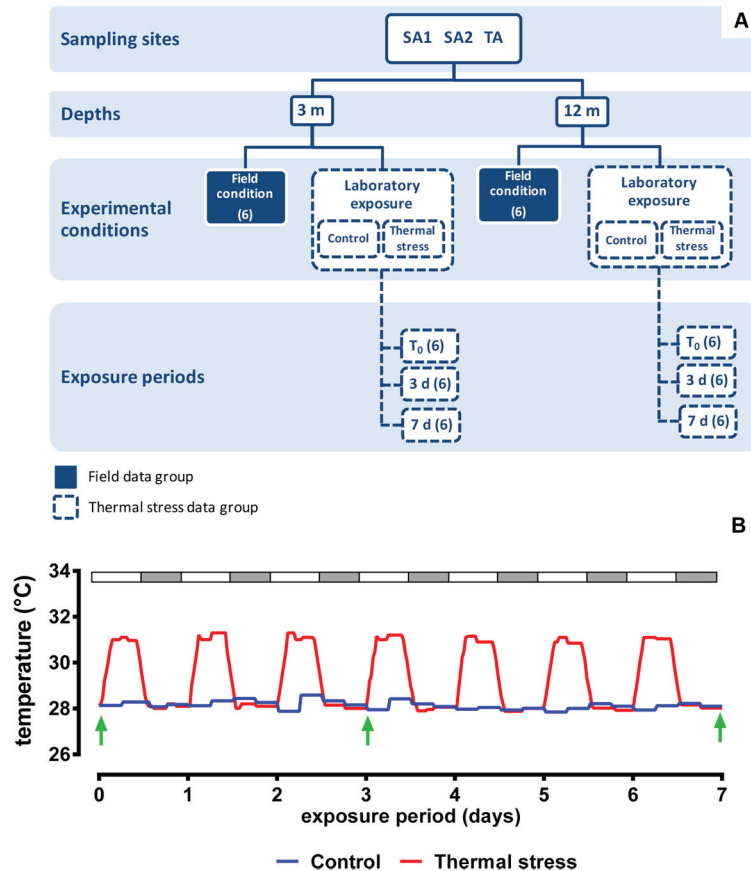 A
Sampling sites
SA1 SA2 TA
Depths
3 m
12 m
Experimental
conditions
Field
condition
(6)
Laboratory
exposure
Control
Thermal
stress
Field
condition
(6)
Laboratory
exposure
Control
Thermal
stress
Exposure periods
T₀ (6)
3 d (6)
7 d (6)
T₀ (6)
3 d (6)
7 d (6)
Field data group
Thermal stress data group
B
temperature (°C)
34
32
30
28
26
0 1 2 3 4 5 6 7
exposure period (days)
Control Thermal stress